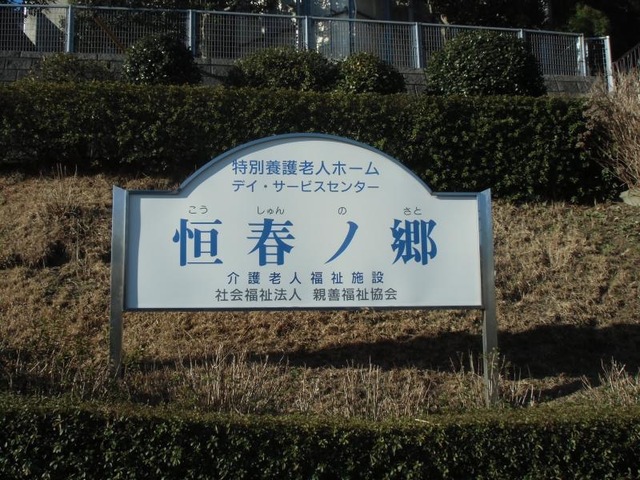 特別養護老人ホーム
デイ・サービスセンター
こう しゅん の さと
恒春ノ郷
介護老人福祉施設
社会福祉法人 親善福祉協会